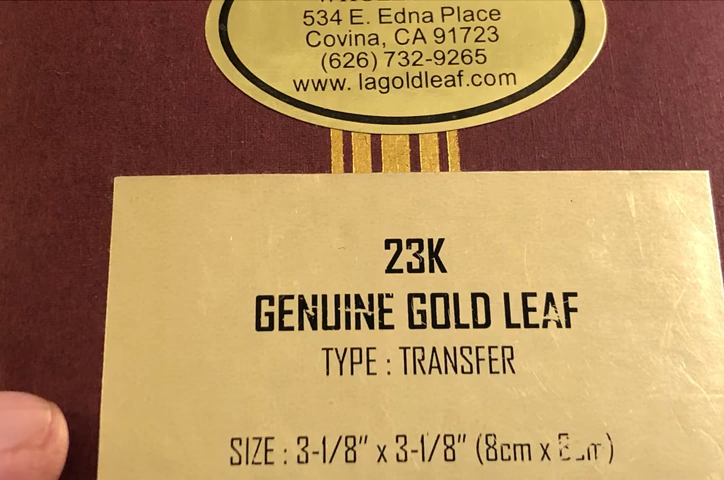 534 E. Edna Place
Covina, CA 91723
(626) 732-9265
www. lagoldleaf.com
23K
GENUINE GOLD LEAF
TYPE : TRANSFER
SIZE : 3-1/8" x 3-1/8" (8cm x 8cm)